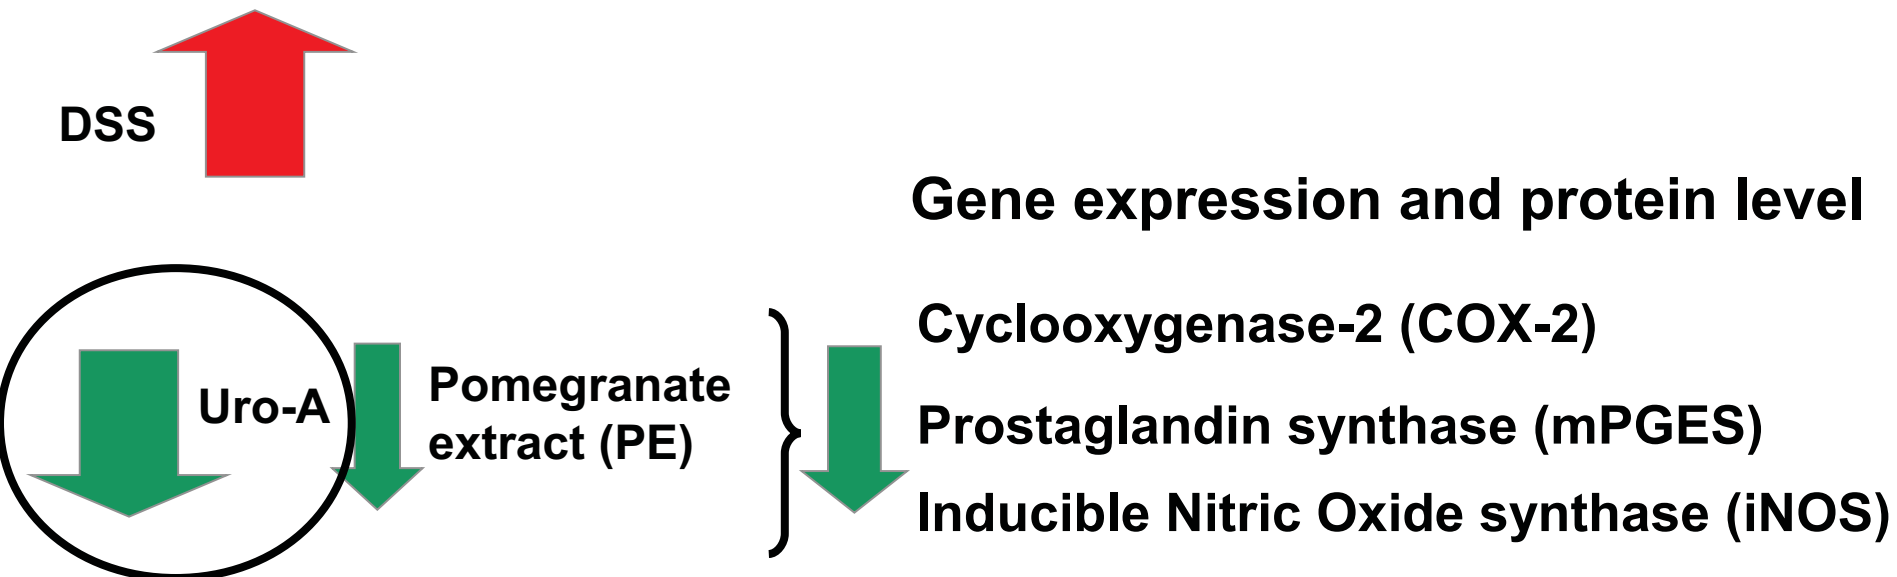 DSS
Gene expression and protein level
Uro-A
Pomegranate
extract (PE)
Cyclooxygenase-2 (COX-2)
Prostaglandin synthase (mPGES)
Inducible Nitric Oxide synthase (iNOS)